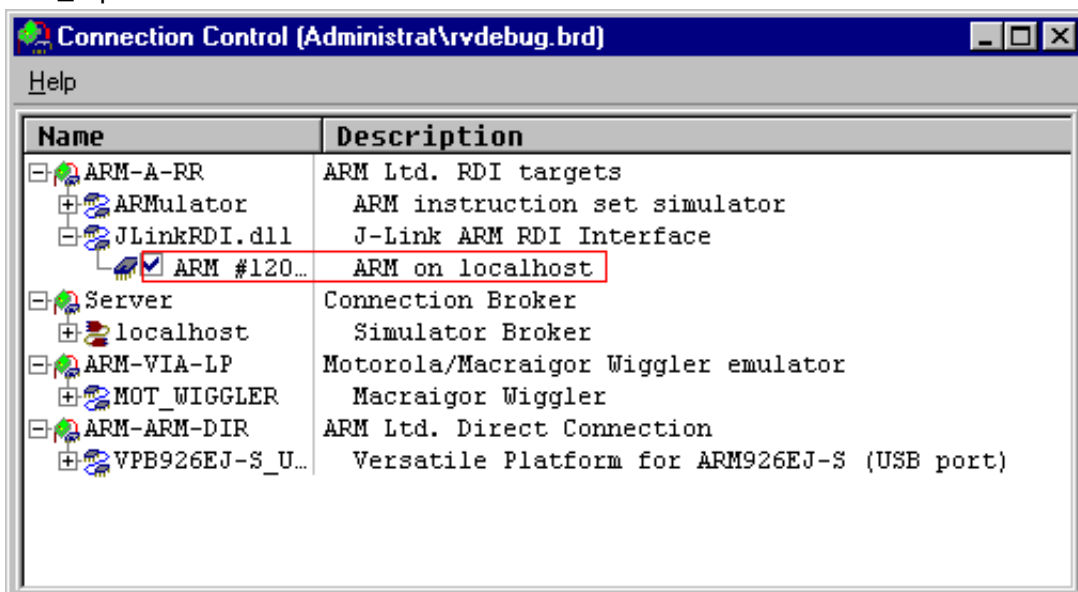 Connection Control (Administrat\rvdebug.brd)
Help
Name Description
ARM-A-RR ARM Ltd. RDI targets
ARMulator ARM instruction set simulator
JLinkRDI.dll J-Link ARM RDI Interface
ARM #120… ARM on localhost
Server Connection Broker
localhost Simulator Broker
ARM-VIA-LP Motorola/Macraigor Wiggler emulator
MOT_WIGGLER Macraigor Wiggler
ARM-ARM-DIR ARM Ltd. Direct Connection
VPB926EJ-S_U… Versatile Platform for ARM926EJ-S (USB port)